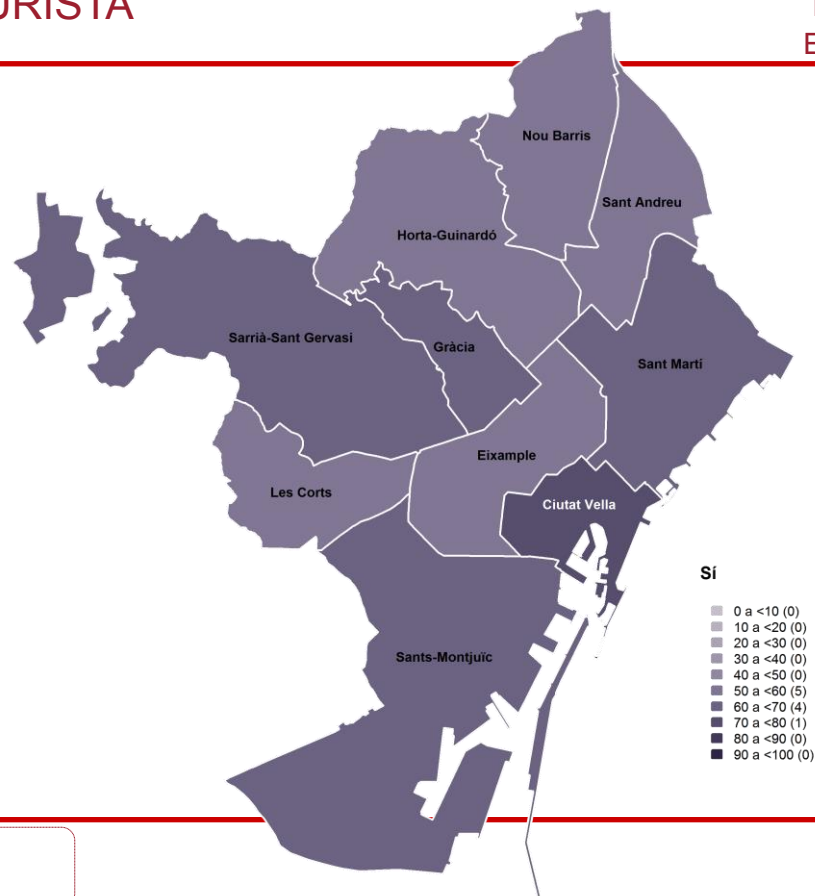 Nou Barris
Sant Andreu
Horta-Guinardó
Sarrià-Sant Gervasi
Gràcia
Sant Martí
Eixample
Les Corts
Ciutat Vella
Sants-Montjuïc
Sí
0 a <10 (0)
10 a <20 (0)
20 a <30 (0)
30 a <40 (0)
40 a <50 (0)
50 a <60 (5)
60 a <70 (4)
70 a <80 (1)
80 a <90 (0)
90 a <100 (0)